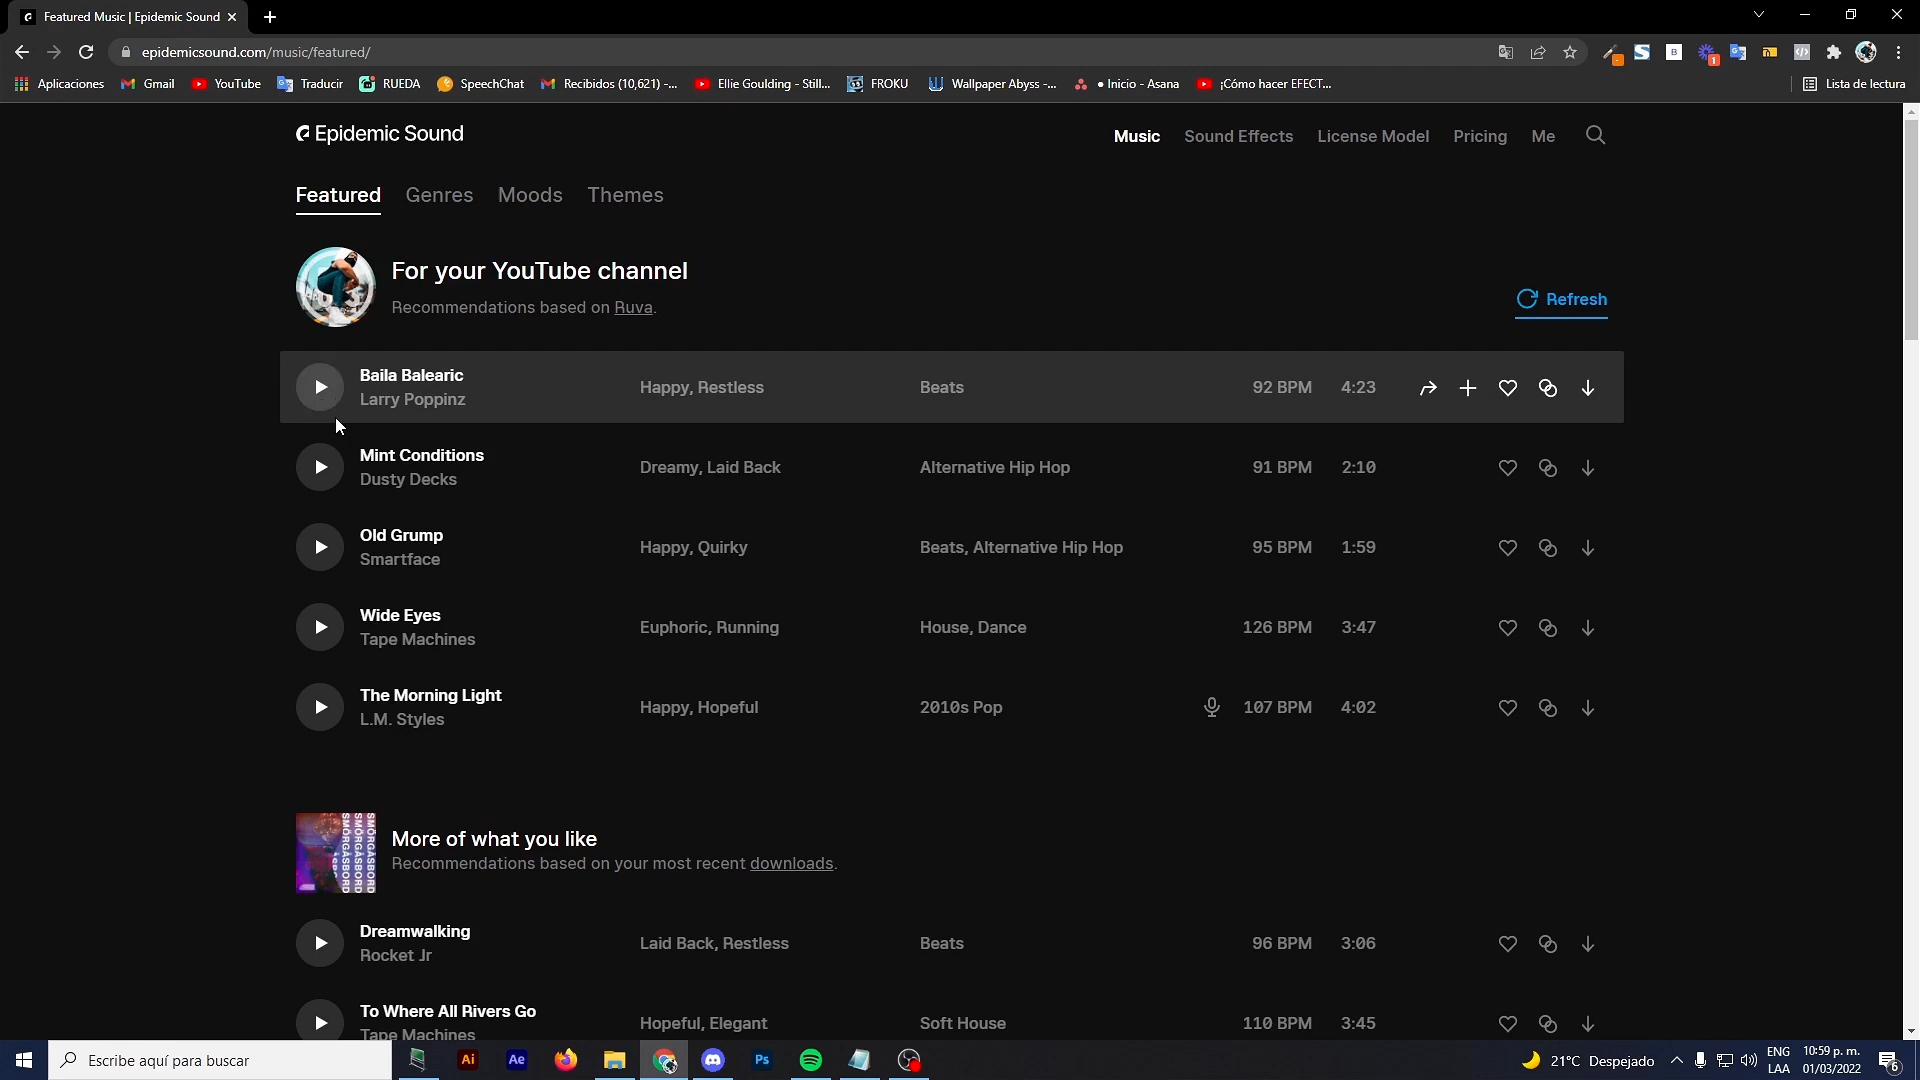 Featured Music | Epidemic Sound
epidemicsound.com/music/featured/
Aplicaciones Gmail YouTube Traducir RUEDA SpeechChat Recibidos (10,621) -... Ellie Goulding - Still... FROKU Wallpaper Abyss -... • Inicio - Asana ¡Cómo hacer EFECT... Lista de lectura
Epidemic Sound
Music Sound Effects License Model Pricing Me
Featured Genres Moods Themes
For your YouTube channel
Recommendations based on Ruva.
Refresh
Baila Balearic
Larry Poppinz
Happy, Restless Beats 92 BPM 4:23
Mint Conditions
Dusty Decks
Dreamy, Laid Back Alternative Hip Hop 91 BPM 2:10
Old Grump
Smartface
Happy, Quirky Beats, Alternative Hip Hop 95 BPM 1:59
Wide Eyes
Tape Machines
Euphoric, Running House, Dance 126 BPM 3:47
The Morning Light
L.M. Styles
Happy, Hopeful 2010s Pop 107 BPM 4:02
SMÖRGÅSBORD
SMÖRGÅSBORD
SMÖRGÅSBORD
More of what you like
Recommendations based on your most recent downloads.
Dreamwalking
Rocket Jr
Laid Back, Restless Beats 96 BPM 3:06
To Where All Rivers Go
Tape Machines
Hopeful, Elegant Soft House 110 BPM 3:45
Escribe aquí para buscar
Ai Ae Ps
21°C Despejado
ENG
LAA
10:59 p. m.
01/03/2022
6